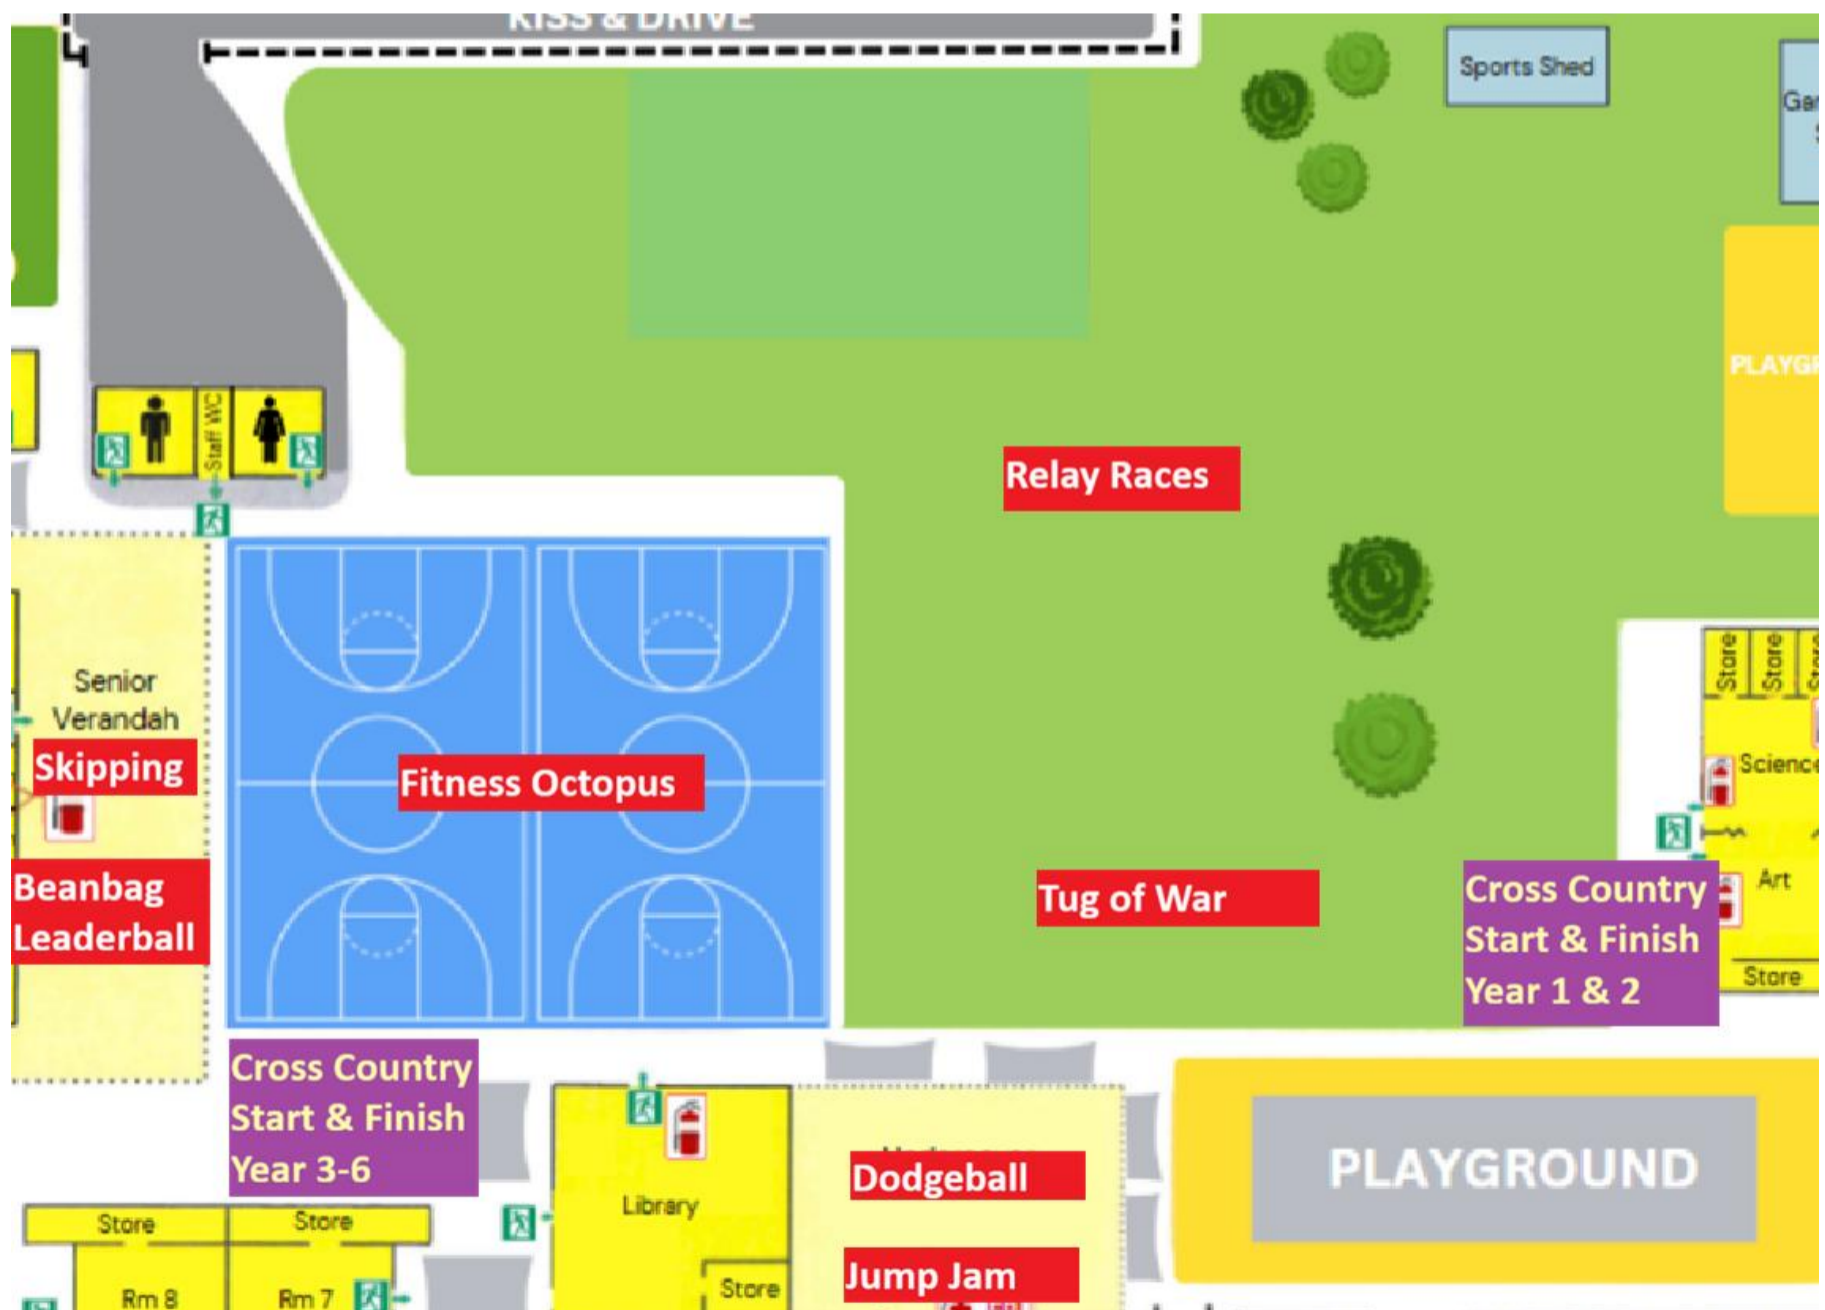 KISS & DRIVE
Sports Shed
Staff WC
Relay Races
Senior
Verandah
Skipping
Fitness Octopus
Beanbag
Leaderball
Tug of War
Store
Store
Science
Art
Store
Cross Country
Start & Finish
Year 1 & 2
Cross Country
Start & Finish
Year 3-6
Library
Dodgeball
PLAYGROUND
Store
Store
Store
Jump Jam
Rm 8
Rm 7